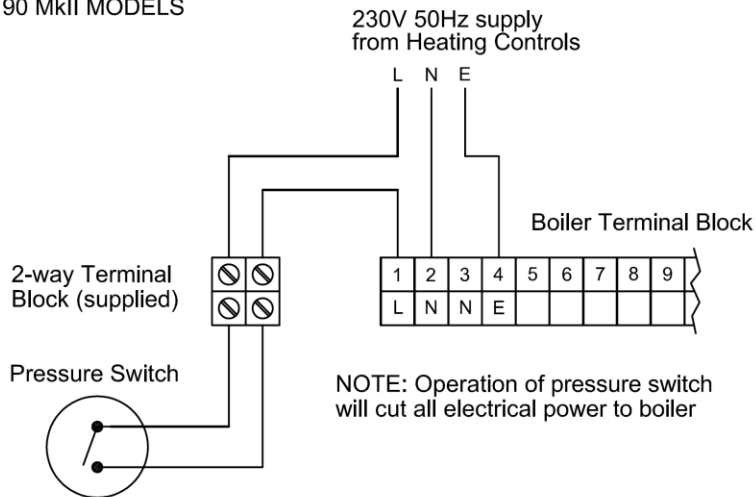 90 MkII MODELS
230V 50Hz supply
from Heating Controls
L N E
Boiler Terminal Block
2-way Terminal
Block (supplied)
1 2 3 4 5 6 7 8 9
L N N E
Pressure Switch
NOTE: Operation of pressure switch
will cut all electrical power to boiler